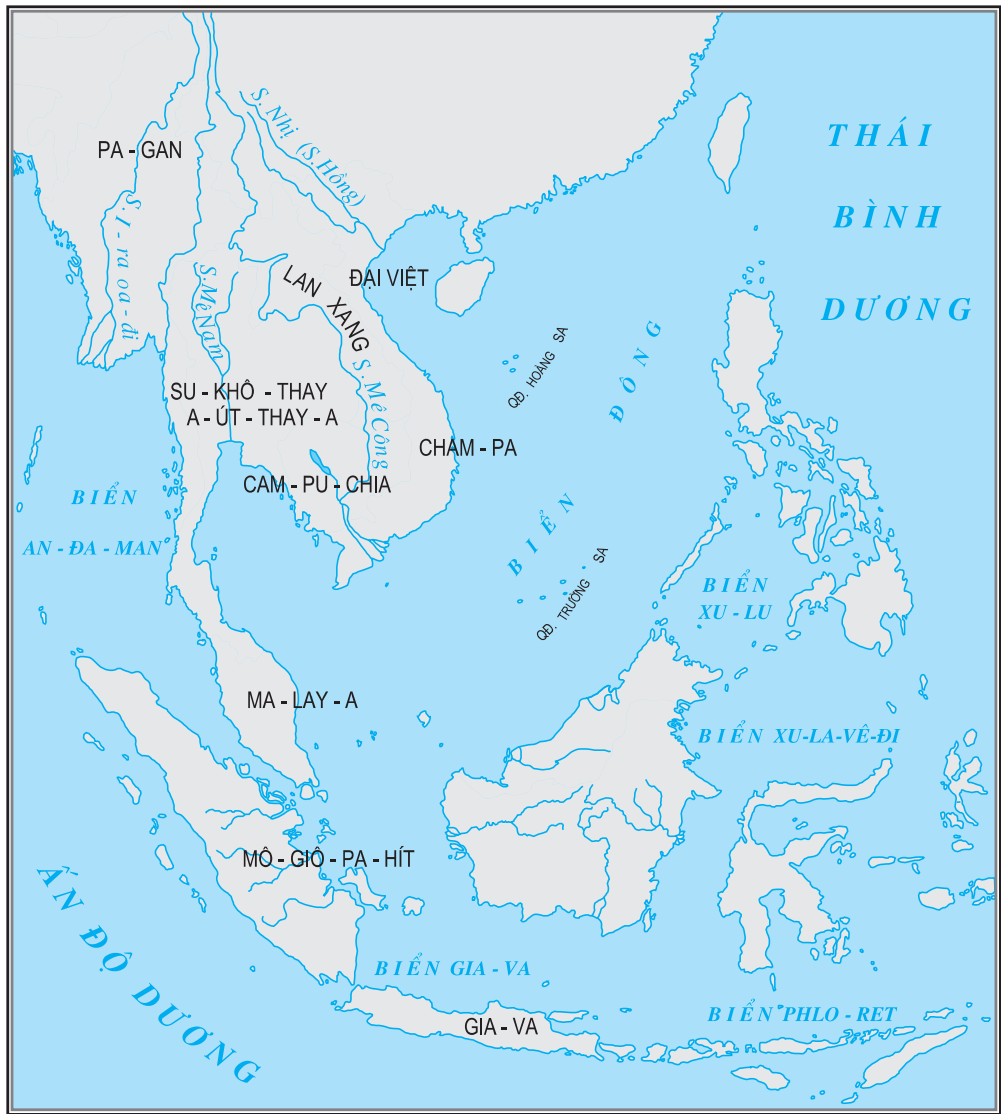 S. Nhị (S.Hồng)
THÁI
BÌNH
DƯƠNG
PA - GAN
S. I - ra oa - đi
S. Mê Nam
LAN XANG
ĐẠI VIỆT
S. Mê Công
QĐ. HOÀNG SA
BIỂN ĐÔNG
SU - KHÔ - THAY
A - ÚT - THAY - A
CHAM - PA
CAM - PU - CHIA
BIỂN
AN - ĐA - MAN
QĐ. TRƯỜNG SA
BIỂN
XU - LU
MA - LAY - A
BIỂN XU-LA-VÊ-ĐI
MÔ - GIÔ - PA - HÍT
ẤN ĐỘ DƯƠNG
BIỂN GIA - VA
GIA - VA
BIỂN PHLO - RET